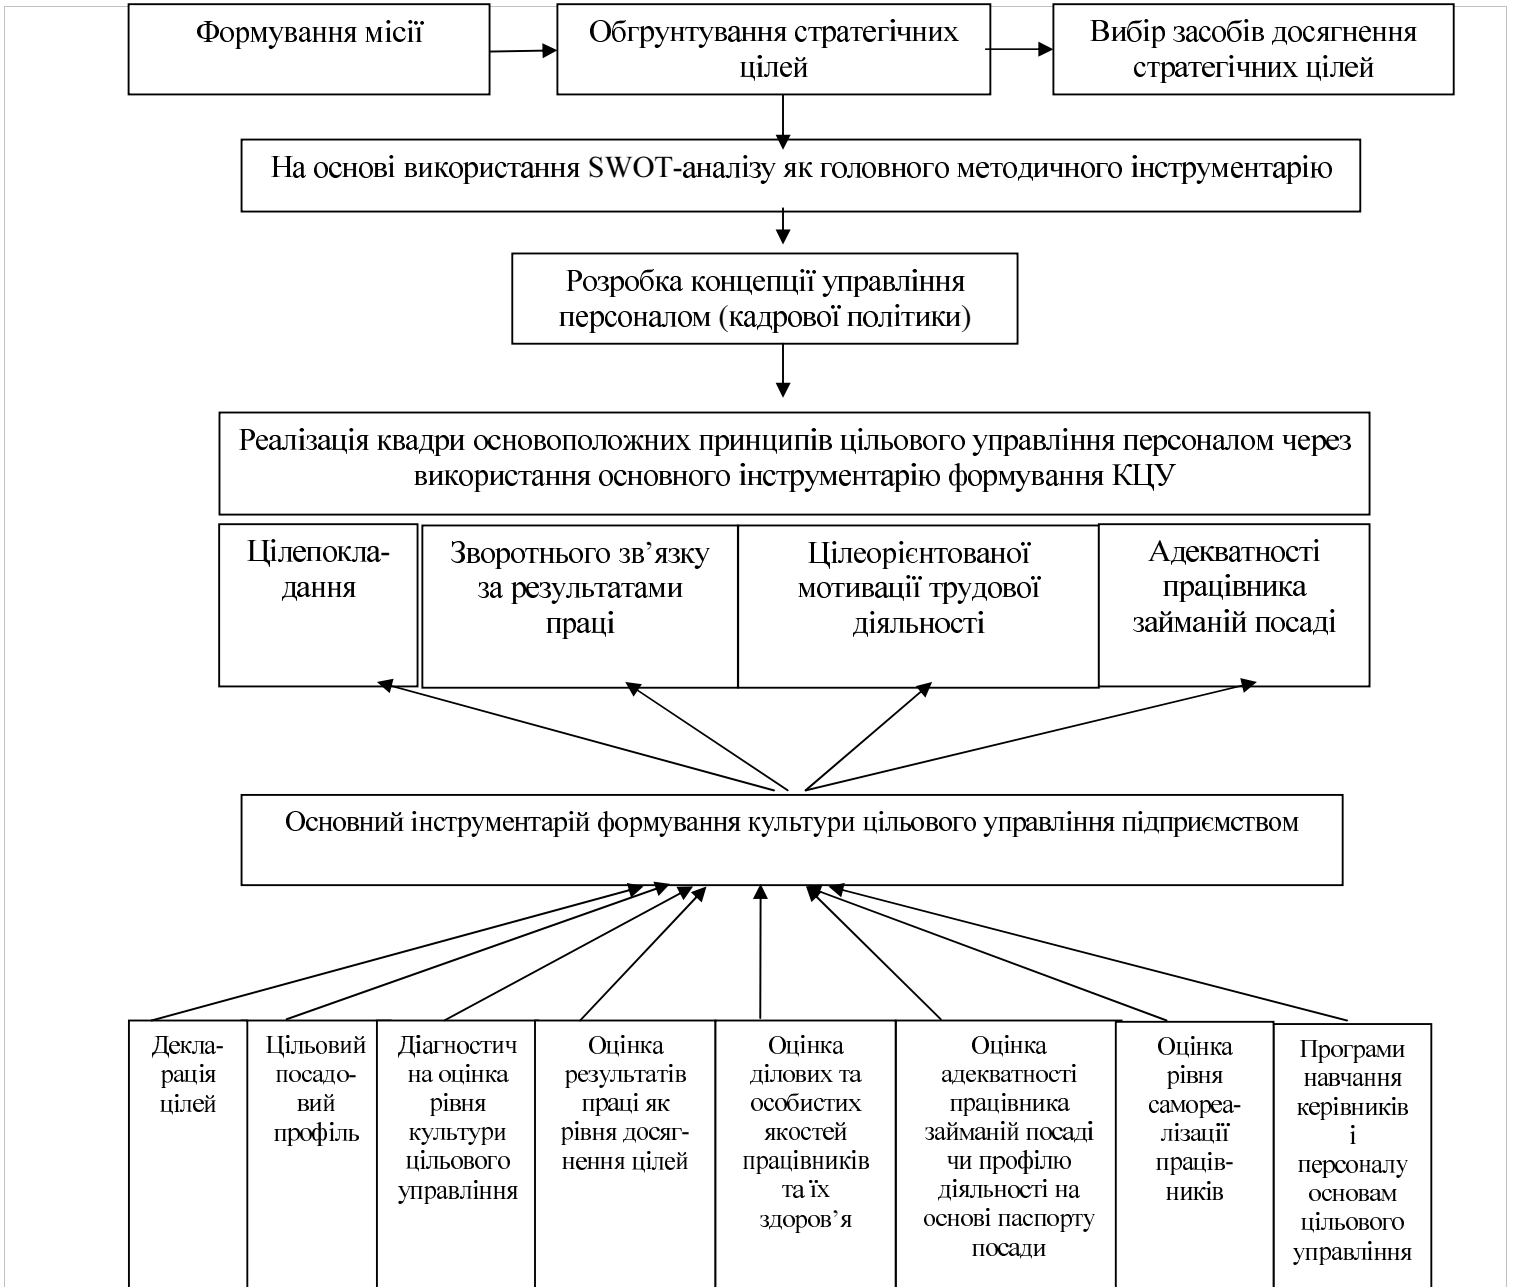 Формування місії
Обгрунтування стратегічних
цілей
Вибір засобів досягнення
стратегічних цілей
На основі використання SWOT-аналізу як головного методичного інструментарію
Розробка концепції управління
персоналом (кадрової політики)
Реалізація квадри основоположних принципів цільового управління персоналом через
використання основного інструментарію формування КЦУ
Цілепокла-
дання
Зворотнього зв’язку
за результатами
праці
Цілеорієнтованої
мотивації трудової
діяльності
Адекватності
працівника
займаній посаді
Основний інструментарій формування культури цільового управління підприємством
Декла-
рація
цілей
Цільовий
посадо-
вий
профіль
Діагностич
на оцінка
рівня
культури
цільового
управління
Оцінка
результатів
праці як
рівня досяг-
нення цілей
Оцінка
ділових та
особистих
якостей
працівників
та їх
здоров’я
Оцінка
адекватності
працівника
займаній посаді
чи профілю
діяльності на
основі паспорту
посади
Оцінка
рівня
самореа-
лізації
праців-
ників
Програми
навчання
керівників
і
персоналу
основам
цільового
управління